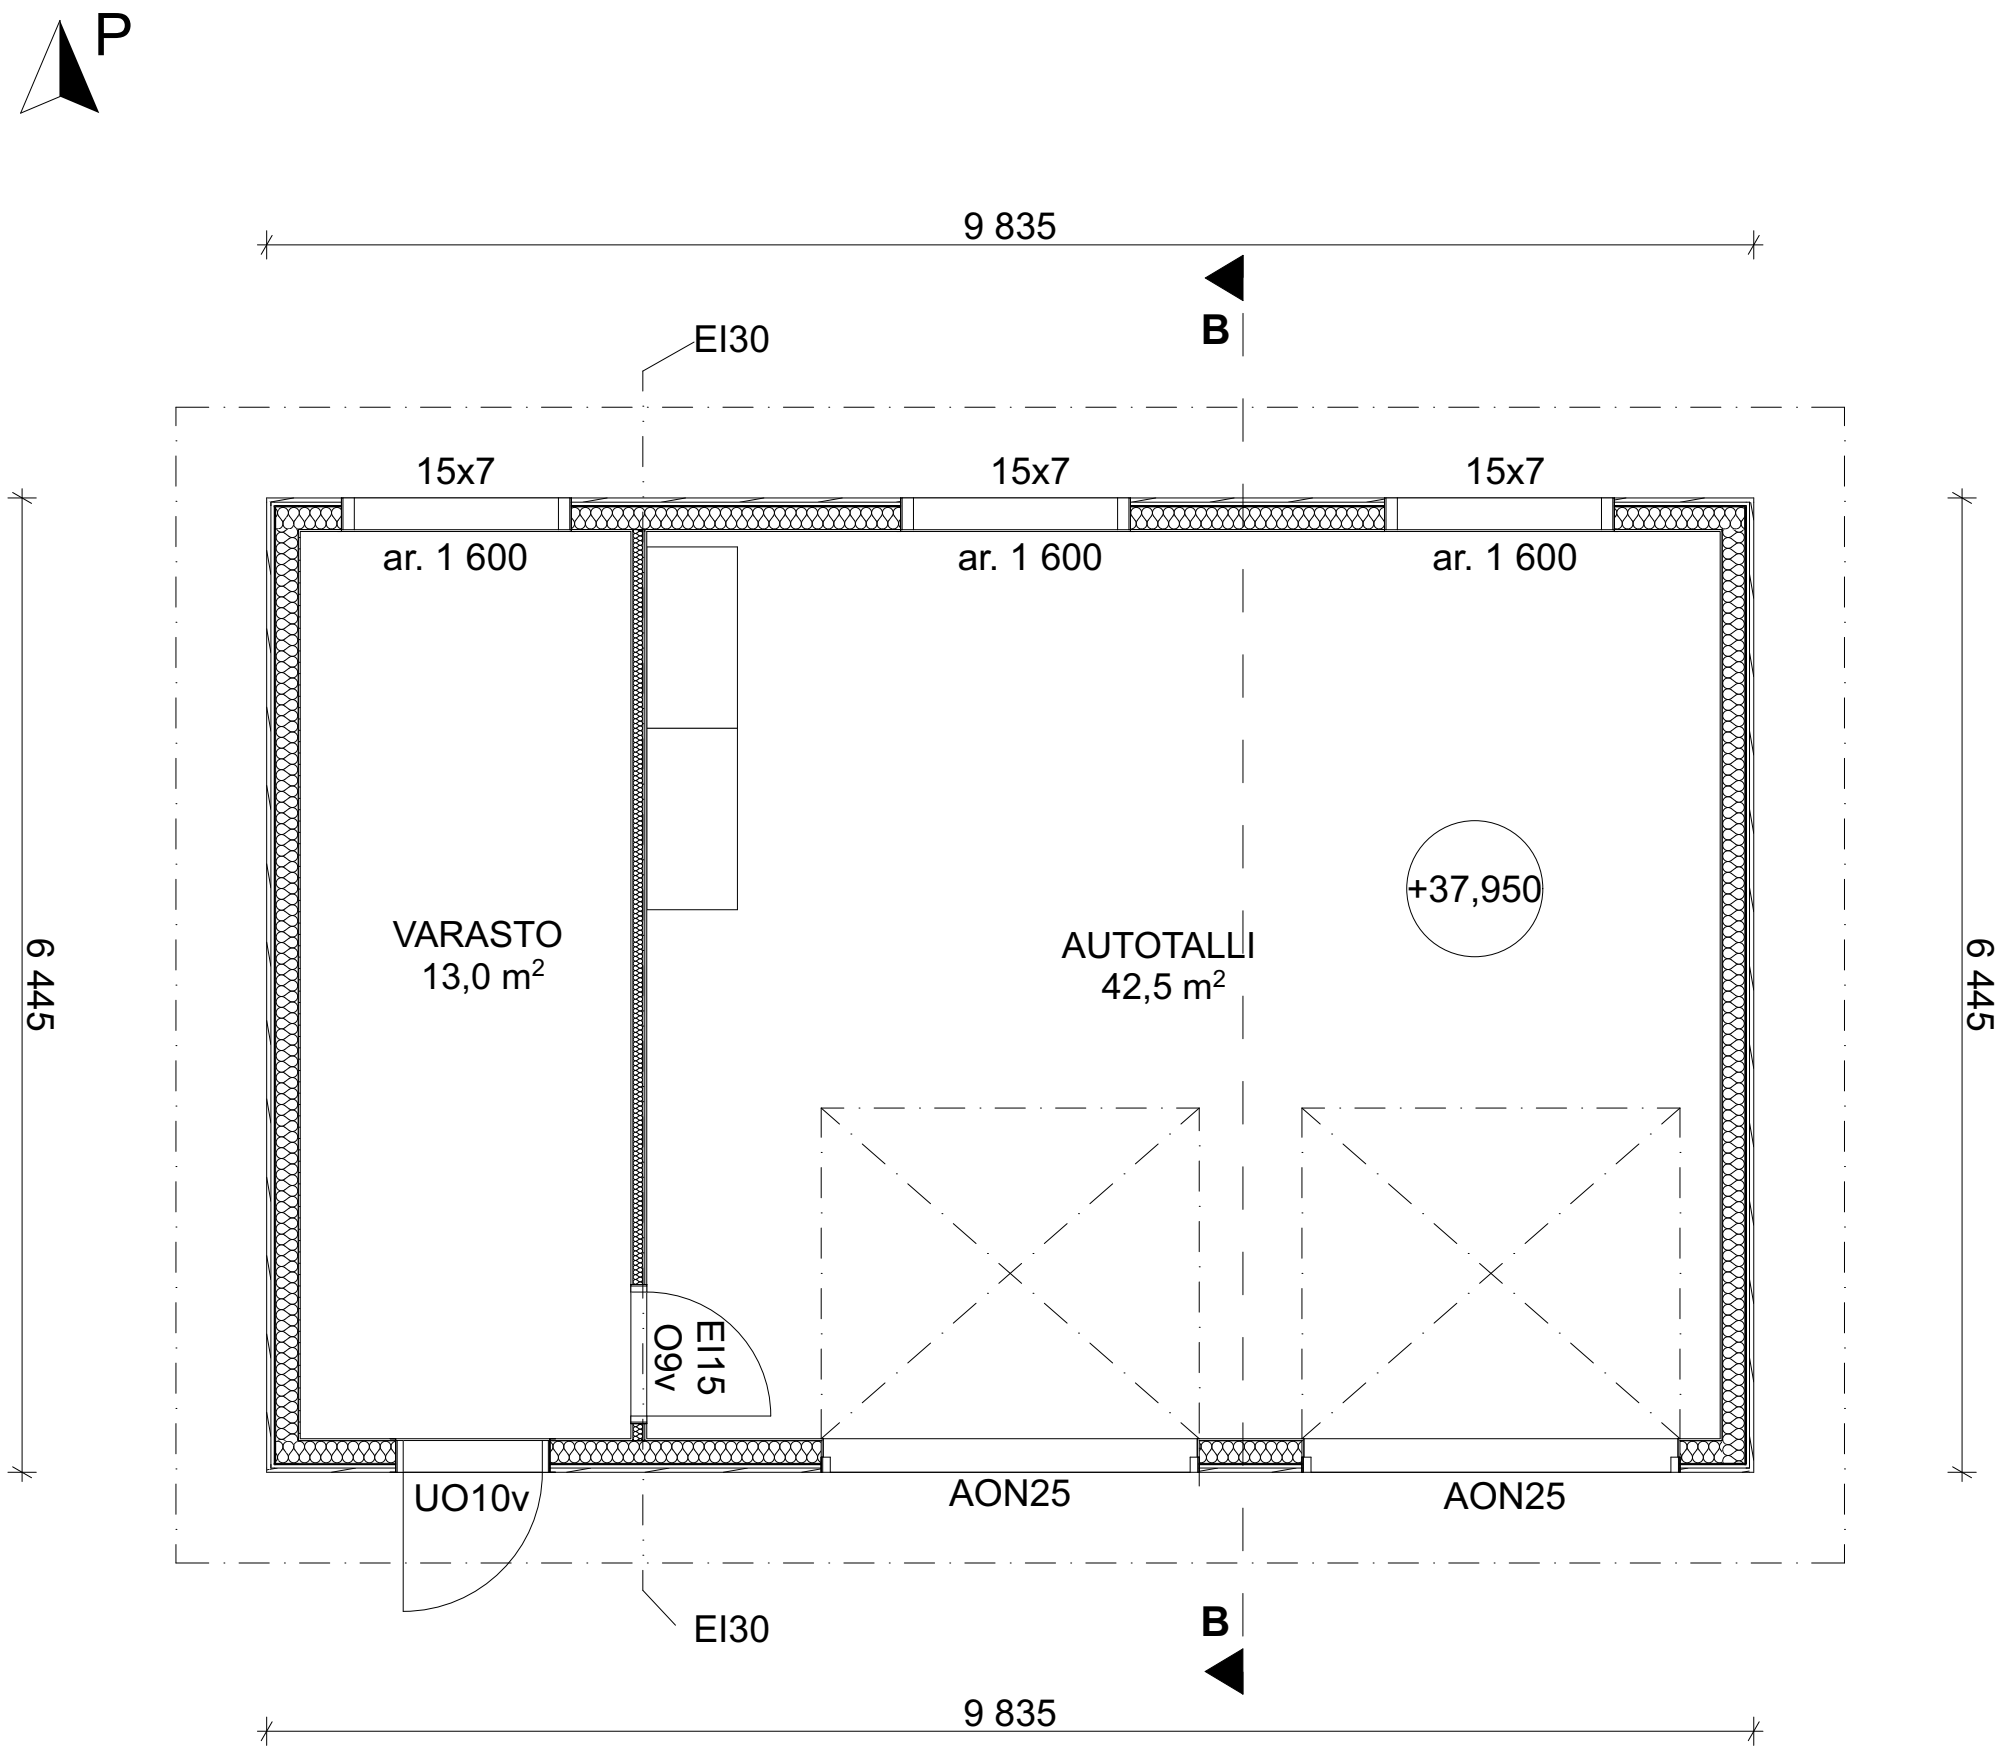 P
9 835
B
EI30
15x7
15x7
15x7
ar. 1 600
ar. 1 600
ar. 1 600
+37,950
VARASTO
13,0 m²
AUTOTALLI
42,5 m²
6 445
6 445
EI15
O9v
UO10v
AON25
AON25
B
EI30
9 835